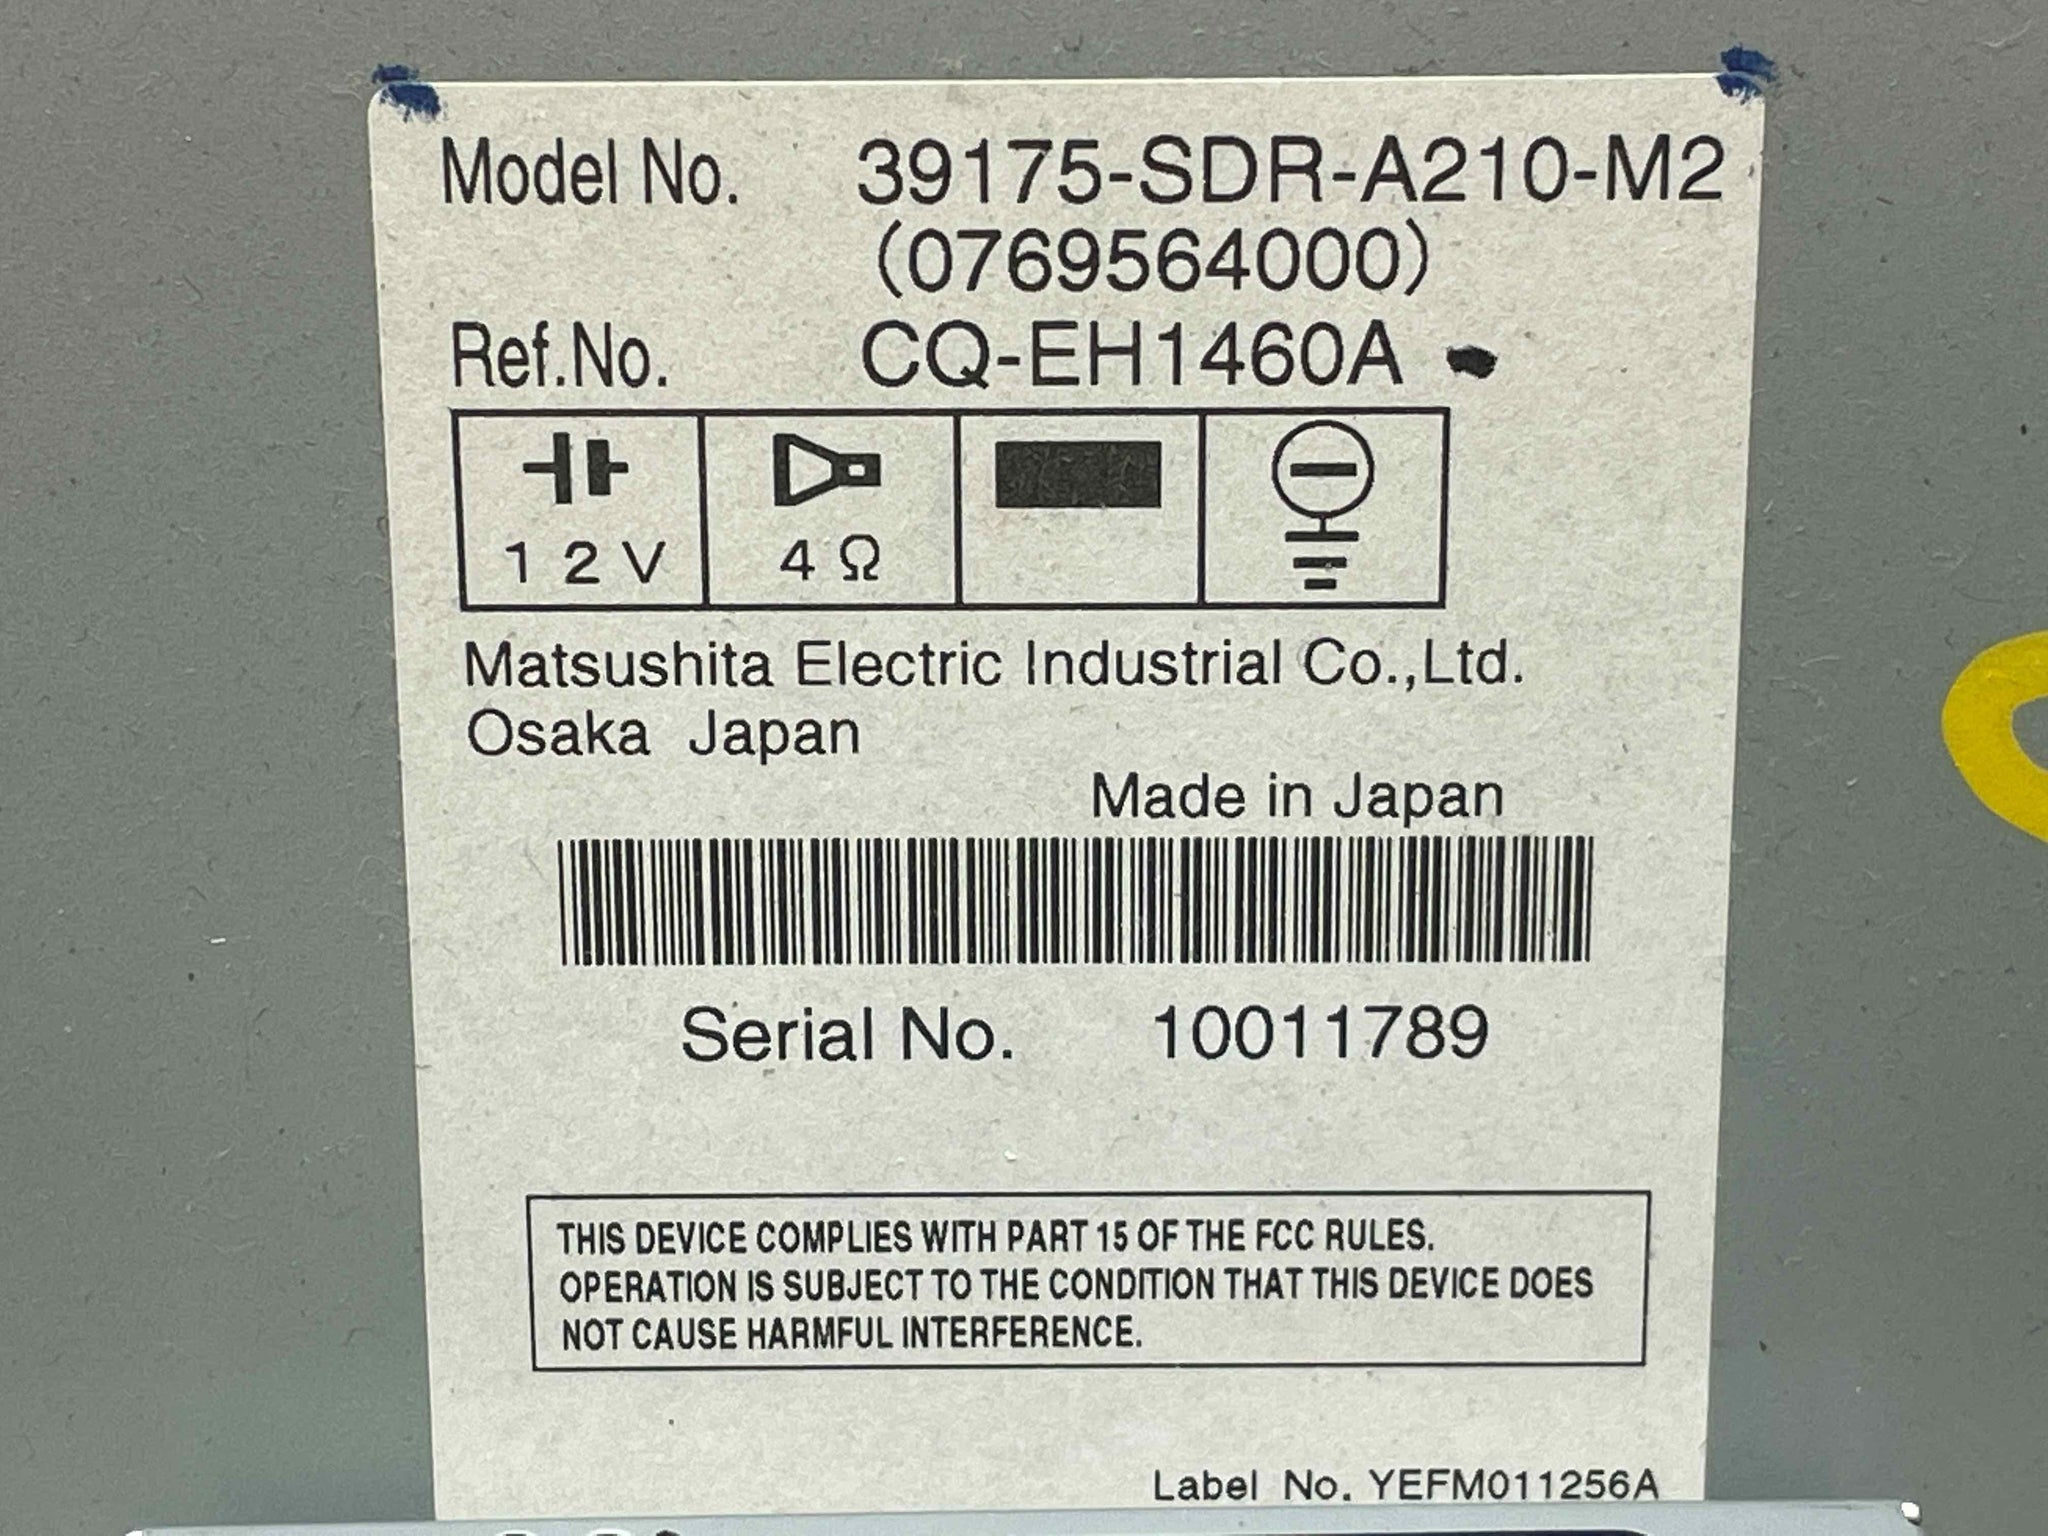 Model No. 39175-SDR-A210-M2
(0769564000)
Ref.No. CQ-EH1460A
12V 4Ω
Matsushita Electric Industrial Co.,Ltd.
Osaka Japan
Made in Japan
Serial No. 10011789
THIS DEVICE COMPLIES WITH PART 15 OF THE FCC RULES.
OPERATION IS SUBJECT TO THE CONDITION THAT THIS DEVICE DOES
NOT CAUSE HARMFUL INTERFERENCE.
Label No. YEFM011256A